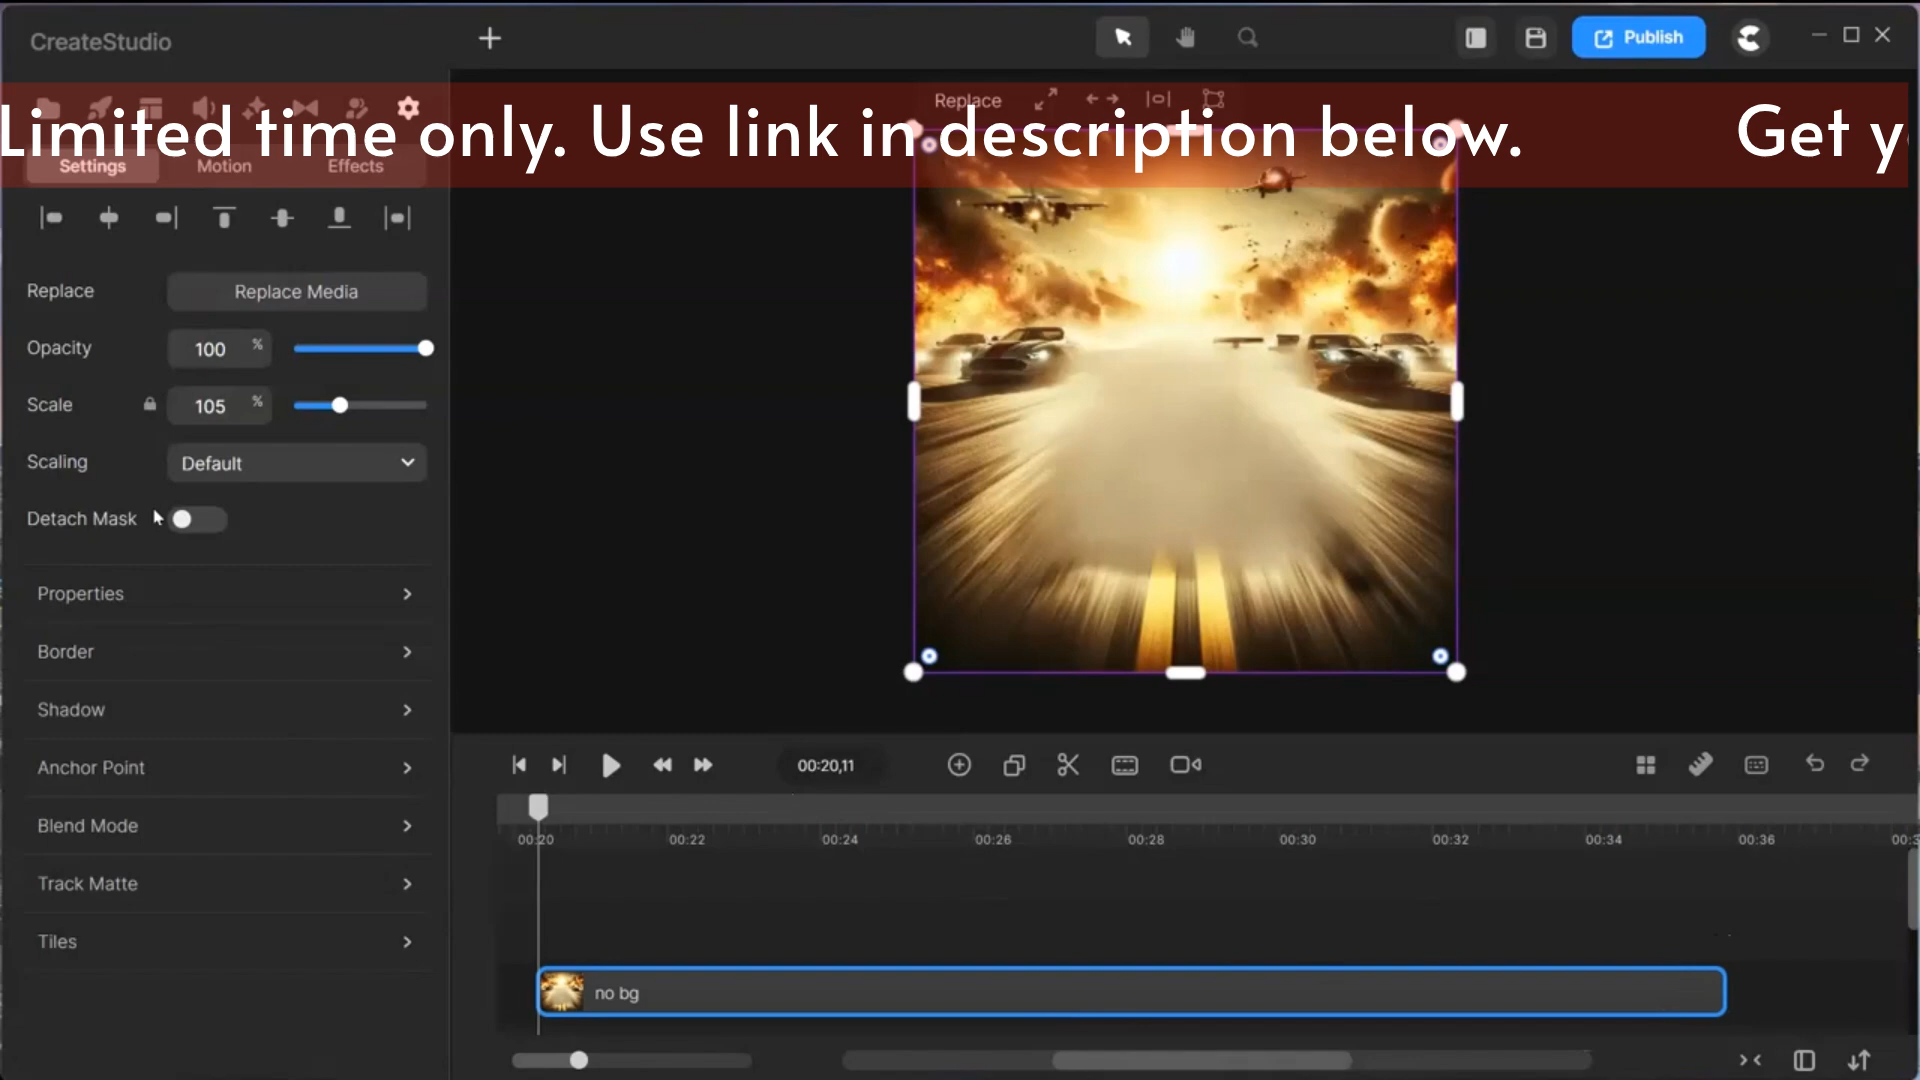 CreateStudio
Publish
Replace
Limited time only. Use link in description below. Get y
Settings Motion Effects
Replace Replace Media
Opacity 100 %
Scale 105 %
Scaling Default
Detach Mask
Properties
Border
Shadow
Anchor Point
Blend Mode
Track Matte
Tiles
00:20,11
00:20 00:22 00:24 00:26 00:28 00:30 00:32 00:34 00:36 00:3
no bg